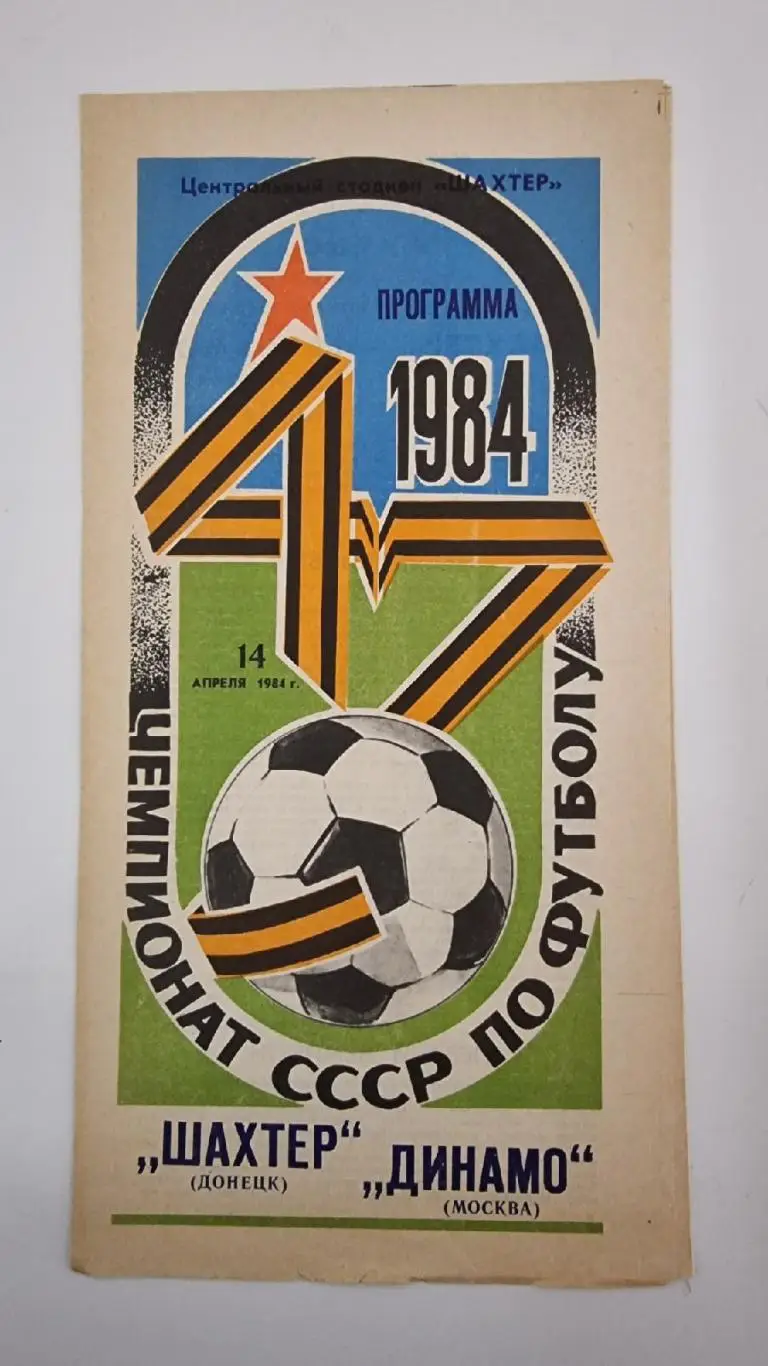 Центральный стадион «ШАХТЕР»
ПРОГРАММА
1984
14
АПРЕЛЯ 1984 г.
ЧЕМПИОНАТ СССР ПО ФУТБОЛУ
„ШАХТЕР“
(ДОНЕЦК)
„ДИНАМО“
(МОСКВА)